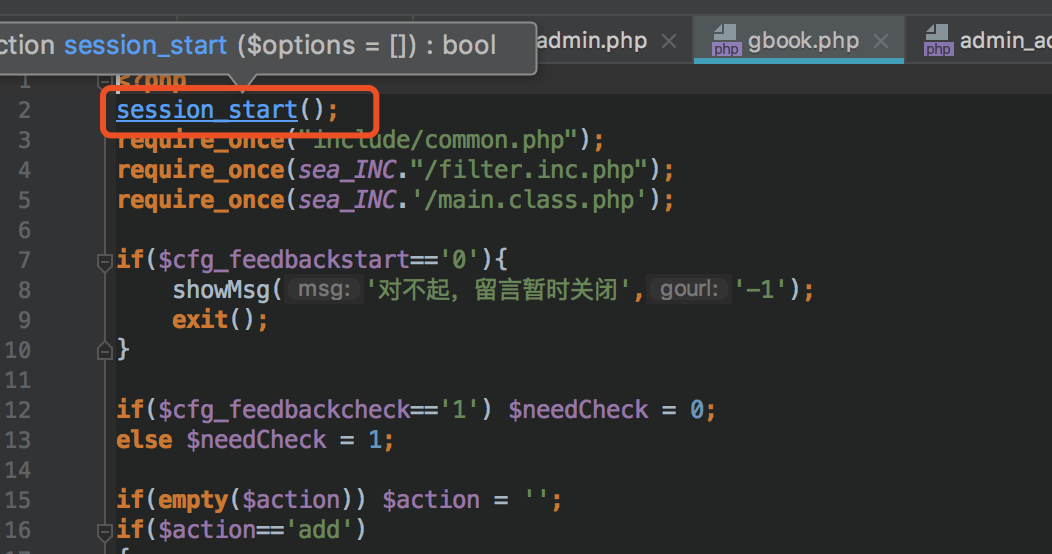 ction session_start ($options = []) : bool
admin.php
php gbook.php
php admin_ad
1 <?php
2 session_start();
3 require_once("include/common.php");
4 require_once(sea_INC."/filter.inc.php");
5 require_once(sea_INC.'/main.class.php');
6
7 if($cfg_feedbackstart=='0'){
8 showMsg( msg: '对不起，留言暂时关闭', gourl: '-1');
9 exit();
10 }
11
12 if($cfg_feedbackcheck=='1') $needCheck = 0;
13 else $needCheck = 1;
14
15 if(empty($action)) $action = '';
16 if($action=='add')